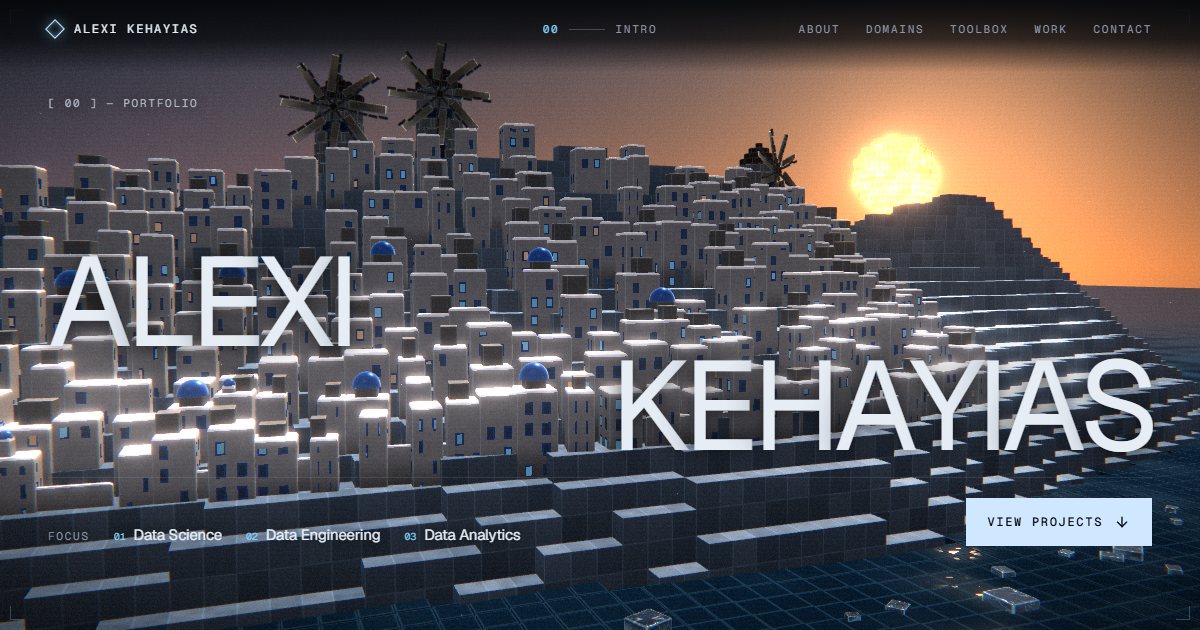 ALEXI KEHAYIAS
00 INTRO
ABOUT DOMAINS TOOLBOX WORK CONTACT
[ 00 ] — PORTFOLIO
ALEXI
KEHAYIAS
VIEW PROJECTS ↓
FOCUS 01 Data Science 02 Data Engineering 03 Data Analytics